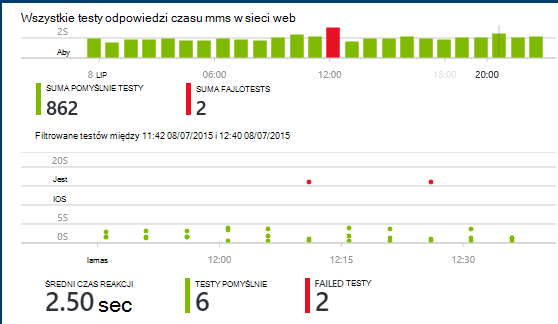 Wszystkie testy odpowiedzi czasu mms w sieci web
2S
Aby
8 LIP 06:00 12:00 18:00 20:00
SUMA POMYŚLNIE TESTY SUMA FAJLOTESTS
862 2
Filtrowane testów między 11:42 08/07/2015 i 12:40 08/07/2015
20S
Jest
IOS
5S
0S
lamas 12:00 12:15 12:30
ŚREDNI CZAS REAKCJI TESTY POMYŚLNIE FAILED TESTY
2.50 sec 6 2